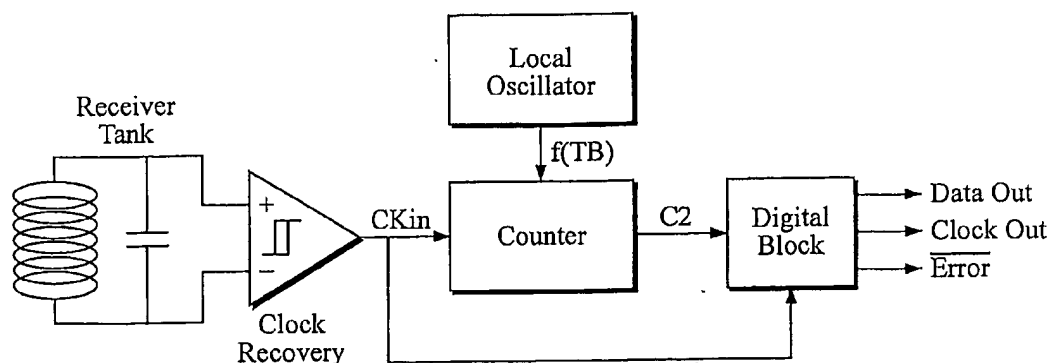 Local
Oscillator
Receiver
Tank
f(TB)
+
−
CKin
Counter
C2
Digital
Block
Data Out
Clock Out
Error
Clock
Recovery